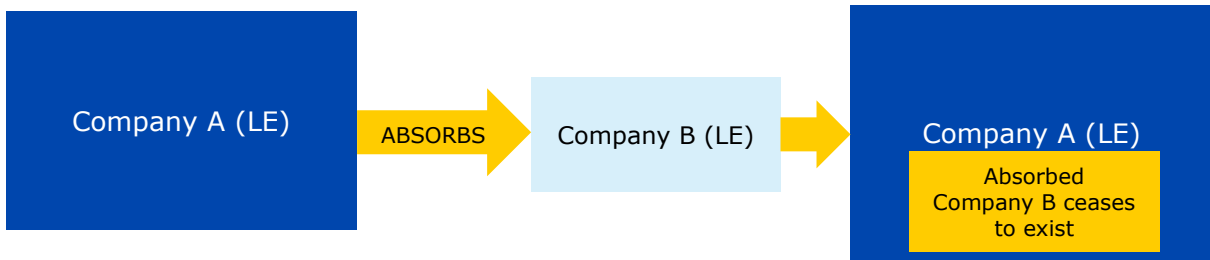 Company A (LE)
ABSORBS
Company B (LE)
Company A (LE)
Absorbed
Company B ceases
to exist